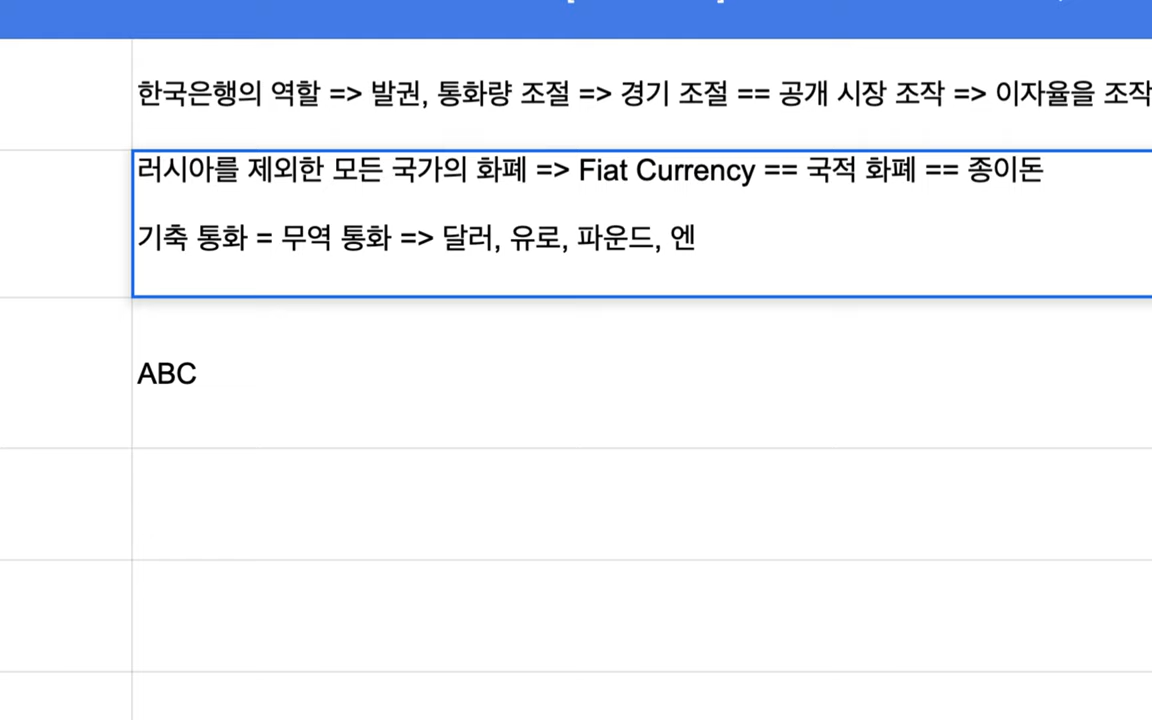 한국은행의 역할 => 발권, 통화량 조절 => 경기 조절 == 공개 시장 조작 => 이자율을 조작
러시아를 제외한 모든 국가의 화폐 => Fiat Currency == 국적 화폐 == 종이돈
기축 통화 = 무역 통화 => 달러, 유로, 파운드, 엔
ABC